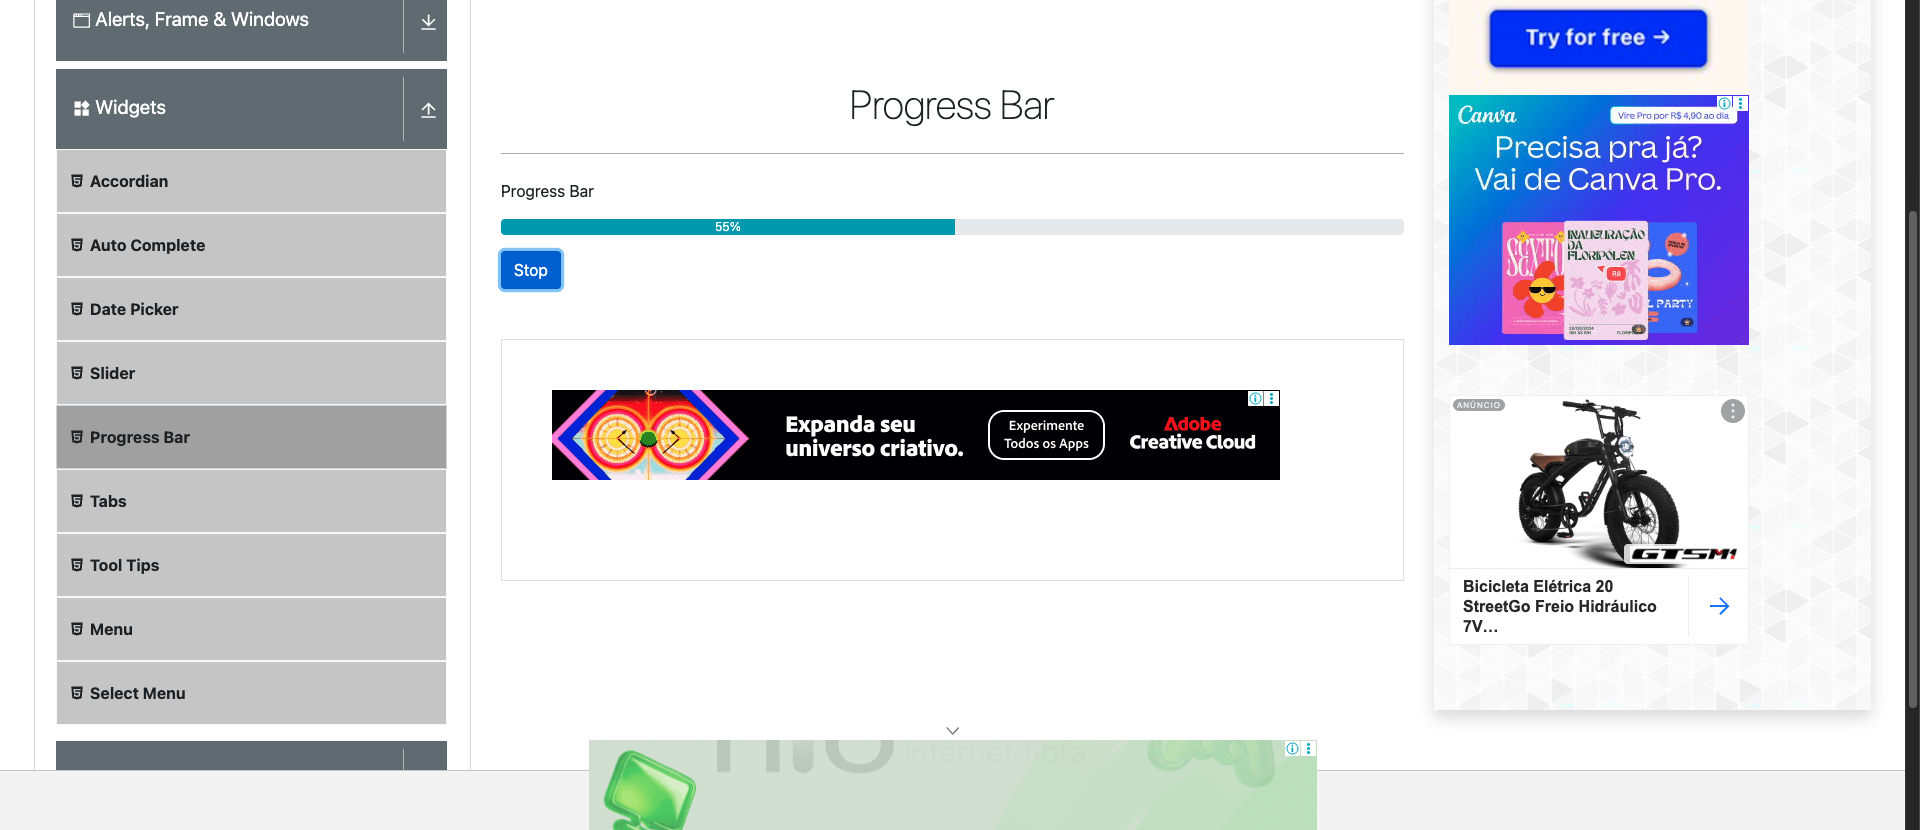 Alerts, Frame & Windows
Widgets
Accordian
Auto Complete
Date Picker
Slider
Progress Bar
Tabs
Tool Tips
Menu
Select Menu
Progress Bar
Progress Bar
55%
Stop
Expanda seu
universo criativo.
Experimente
Todos os Apps
Adobe
Creative Cloud
internet fibra.
Try for free →
Canva
Vire Pro por R$ 4,90 ao dia
Precisa pra já?
Vai de Canva Pro.
SEXTO
INAUGURAÇÃO
DA
FLORIPÓLEN
R$
PARTY
ANÚNCIO
GTSM1
Bicicleta Elétrica 20
StreetGo Freio Hidráulico
7V...